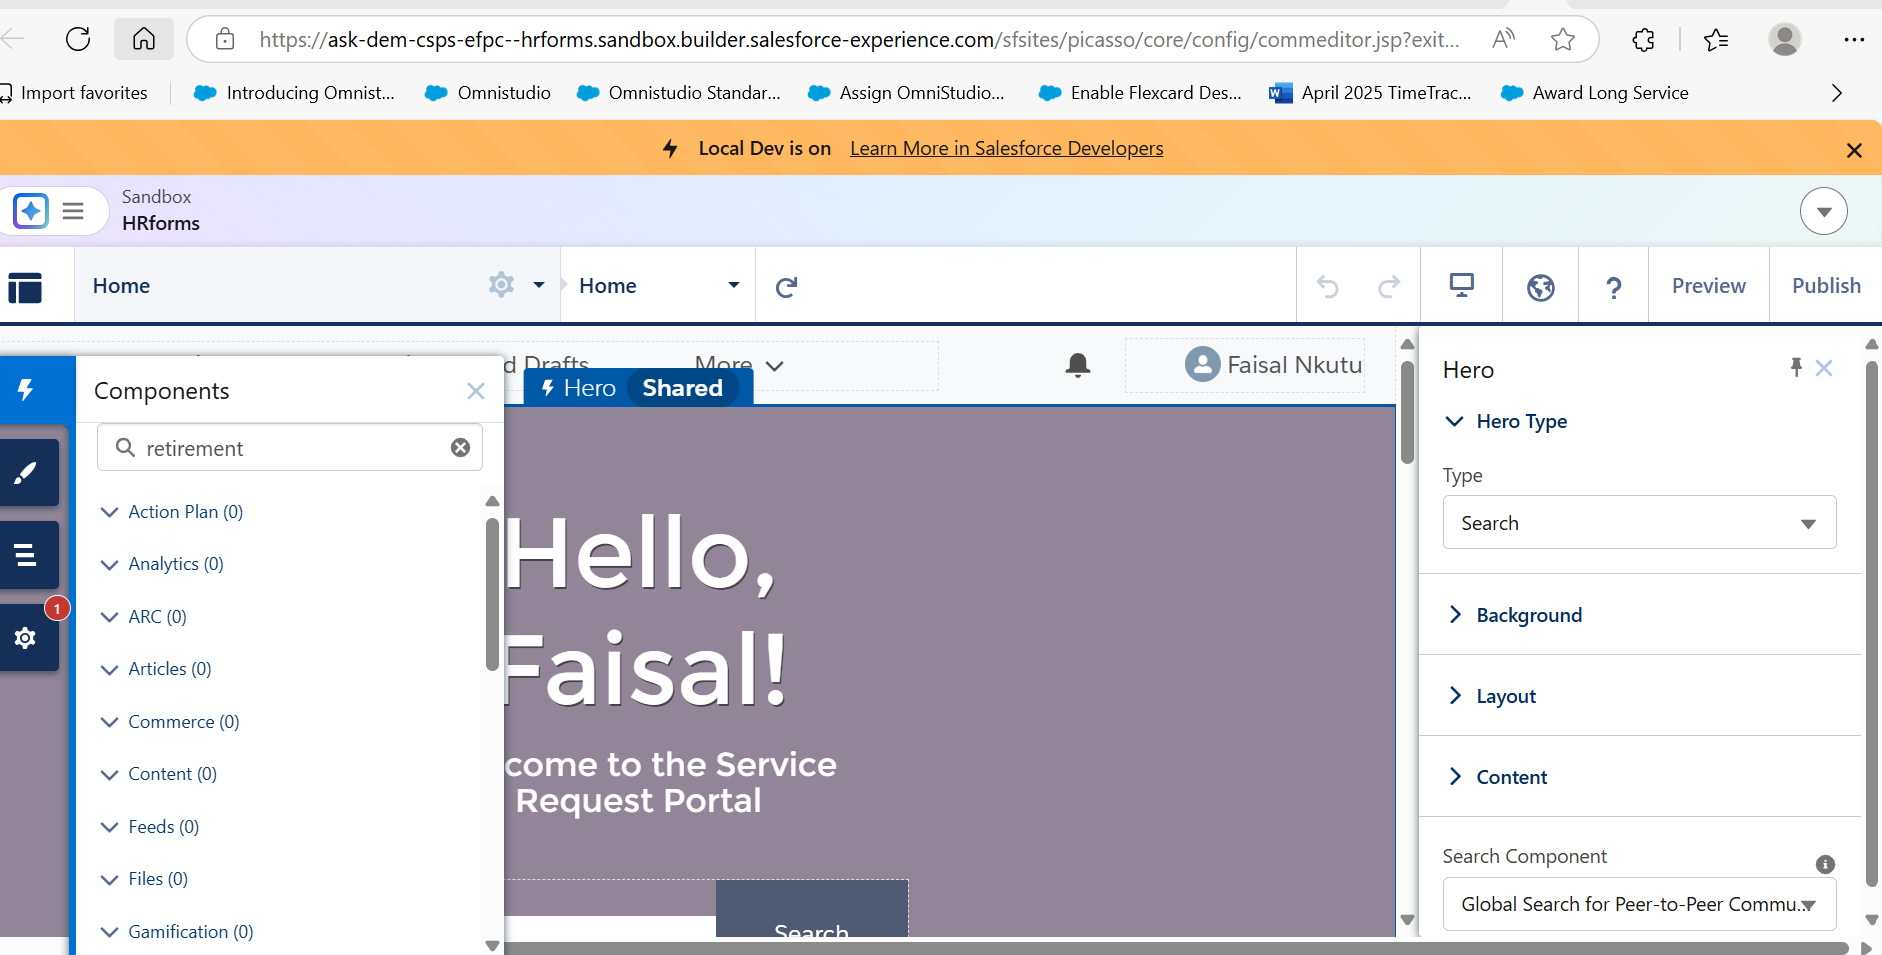 https://ask-dem-csps-efpc--hrforms.sandbox.builder.salesforce-experience.com/sfsites/picasso/core/config/commeditor.jsp?exit...
Import favorites
Introducing Omnist...
Omnistudio
Omnistudio Standar...
Assign OmniStudio...
Enable Flexcard Des...
April 2025 TimeTrac...
Award Long Service
Local Dev is on Learn More in Salesforce Developers
Sandbox
HRforms
Home
Home
?
Preview
Publish
d Drafts
More
Faisal Nkutu
Hero Shared
Components
retirement
Action Plan (0)
Analytics (0)
ARC (0)
Articles (0)
Commerce (0)
Content (0)
Feeds (0)
Files (0)
Gamification (0)
1
Hello,
Faisal!
come to the Service
Request Portal
Search
Hero
Hero Type
Type
Search
Background
Layout
Content
Search Component
Global Search for Peer-to-Peer Commu...